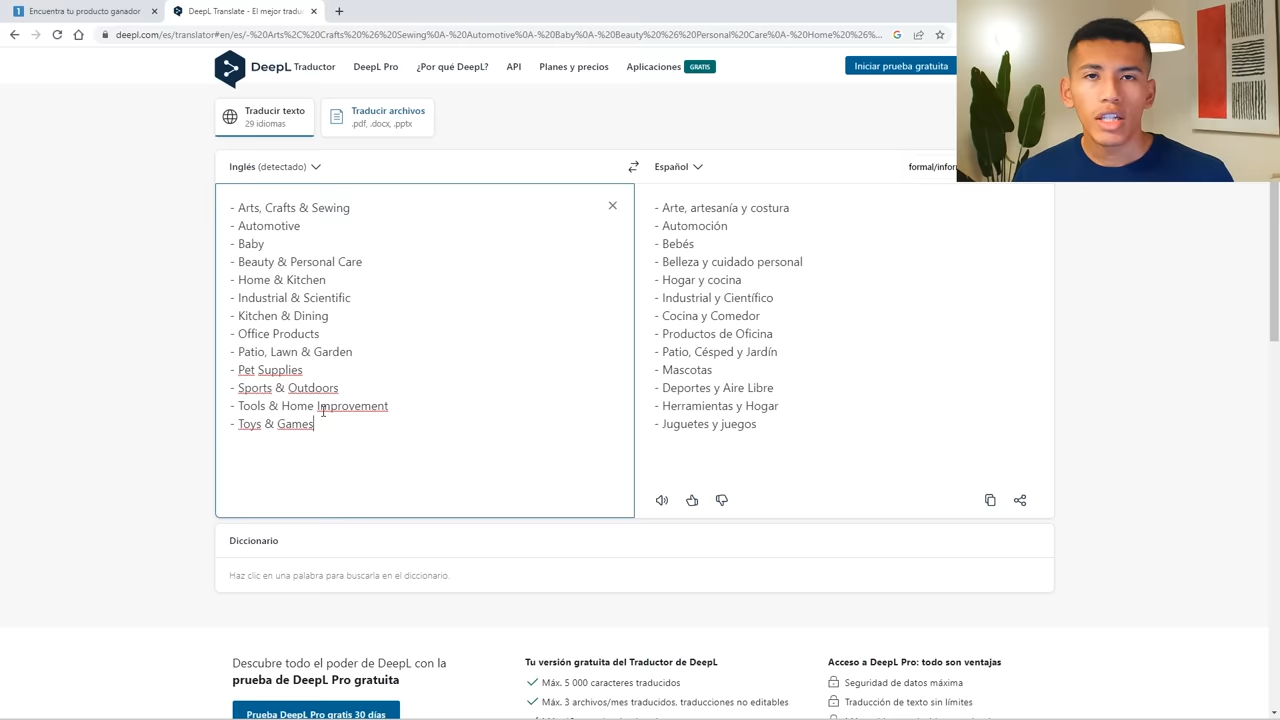 Encuentra tu producto ganador
DeepL Translate - El mejor tradu
deepl.com/es/translator#en/es/-%20Arts%2C%20Crafts%20%26%20Sewing%0A-%20Automotive%0A-%20Baby%0A-%20Beauty%20%26%20Personal%20Care%0A-%20Home%20%26%...
DeepL Traductor
DeepL Pro
¿Por qué DeepL?
API
Planes y precios
Aplicaciones GRATIS
Iniciar prueba gratuita
Traducir texto
29 idiomas
Traducir archivos
.pdf, .docx, .pptx
Inglés (detectado)
Español
formal/infor
- Arts, Crafts & Sewing
- Automotive
- Baby
- Beauty & Personal Care
- Home & Kitchen
- Industrial & Scientific
- Kitchen & Dining
- Office Products
- Patio, Lawn & Garden
- Pet Supplies
- Sports & Outdoors
- Tools & Home Improvement
- Toys & Games
- Arte, artesanía y costura
- Automoción
- Bebés
- Belleza y cuidado personal
- Hogar y cocina
- Industrial y Científico
- Cocina y Comedor
- Productos de Oficina
- Patio, Césped y Jardín
- Mascotas
- Deportes y Aire Libre
- Herramientas y Hogar
- Juguetes y juegos
Diccionario
Haz clic en una palabra para buscarla en el diccionario.
Descubre todo el poder de DeepL con la
prueba de DeepL Pro gratuita
Prueba DeepL Pro gratis 30 días
Tu versión gratuita del Traductor de DeepL
Máx. 5 000 caracteres traducidos
Máx. 3 archivos/mes traducidos, traducciones no editables
Acceso a DeepL Pro: todo son ventajas
Seguridad de datos máxima
Traducción de texto sin límites